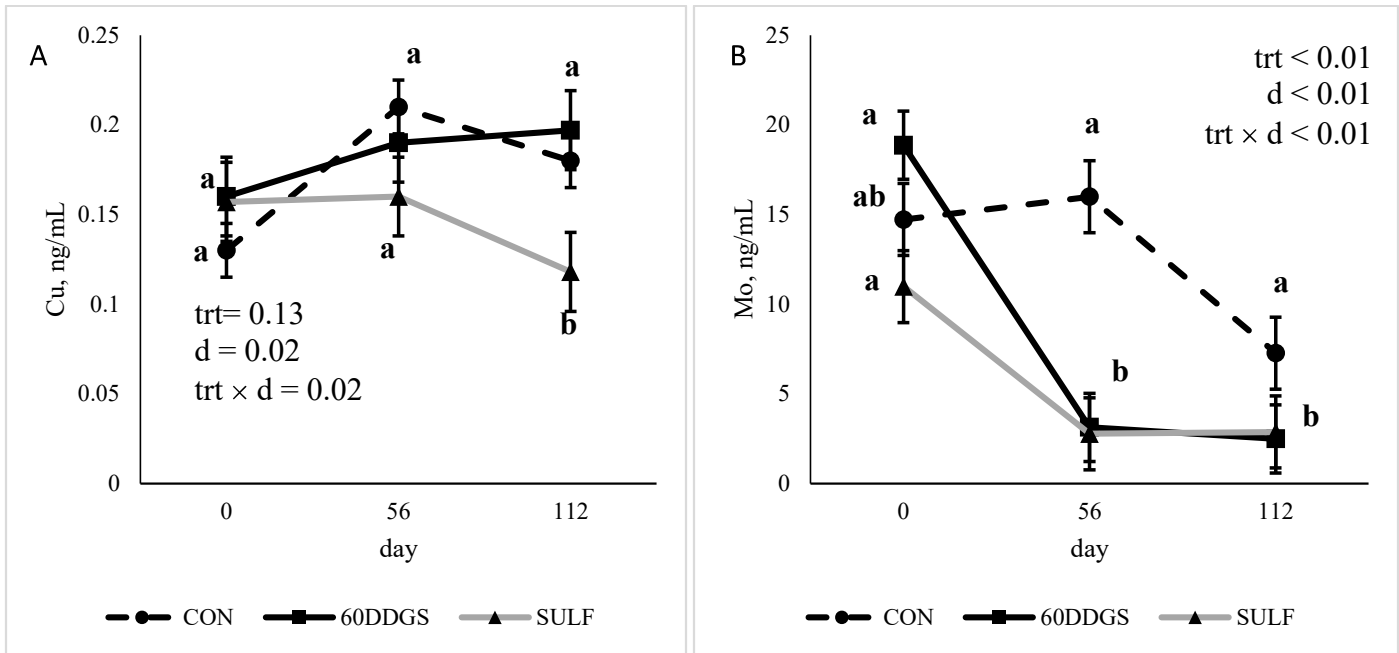 A
Cu, ng/mL
0.25
0.2
0.15
0.1
0.05
0
a
a
a
a
a
b
trt= 0.13
d = 0.02
trt × d = 0.02
0 56 112
day
CON 60DDGS SULF
B
Mo, ng/mL
25
20
15
10
5
0
trt < 0.01
d < 0.01
trt × d < 0.01
a
ab
a
a
b
a
b
0 56 112
day
CON 60DDGS SULF